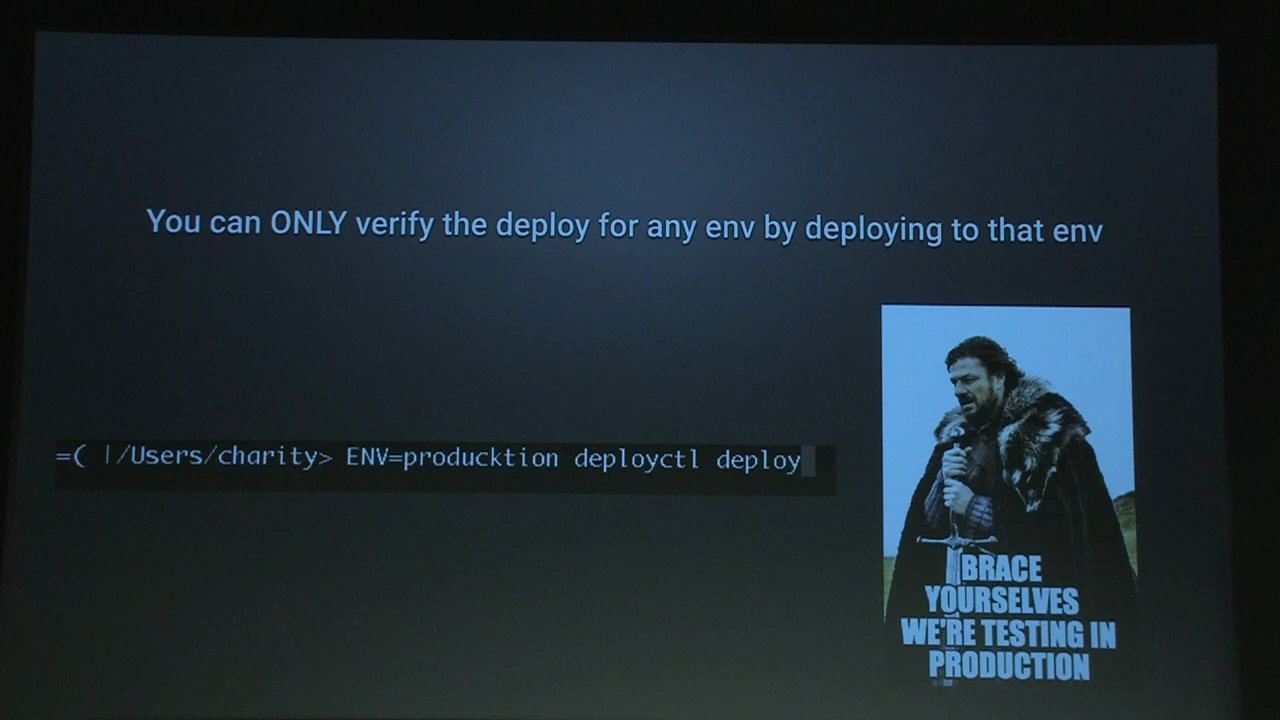 You can ONLY verify the deploy for any env by deploying to that env
=( |/Users/charity> ENV=producktion deployctl deploy
BRACE
YOURSELVES
WE'RE TESTING IN
PRODUCTION